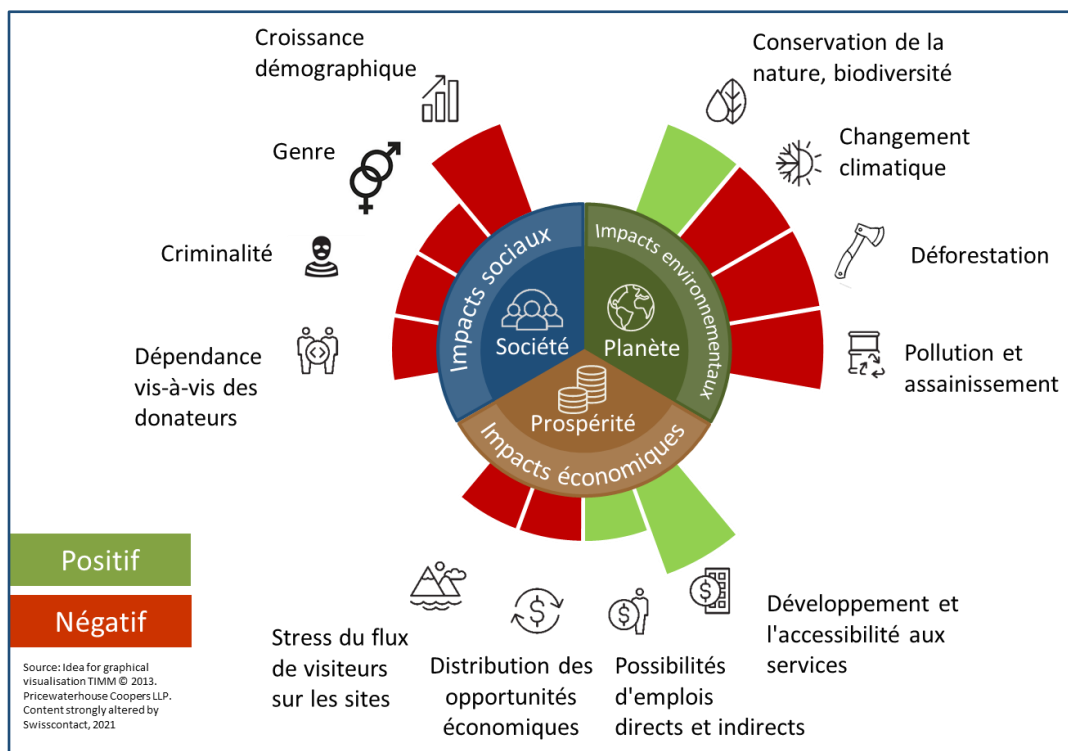 Croissance
démographique
Genre
Criminalité
Dépendance
vis-à-vis des
donateurs
Conservation de la
nature, biodiversité
Changement
climatique
Déforestation
Pollution et
assainissement
Impacts sociaux
Société
Impacts environnementaux
Planète
Prospérité
Impacts économiques
Stress du flux
de visiteurs
sur les sites
Distribution des
opportunités
économiques
Possibilités
d'emplois
directs et indirects
Développement et
l'accessibilité aux
services
Positif
Négatif
Source: Idea for graphical
visualisation TIMM © 2013.
Pricewaterhouse Coopers LLP.
Content strongly altered by
Swisscontact, 2021